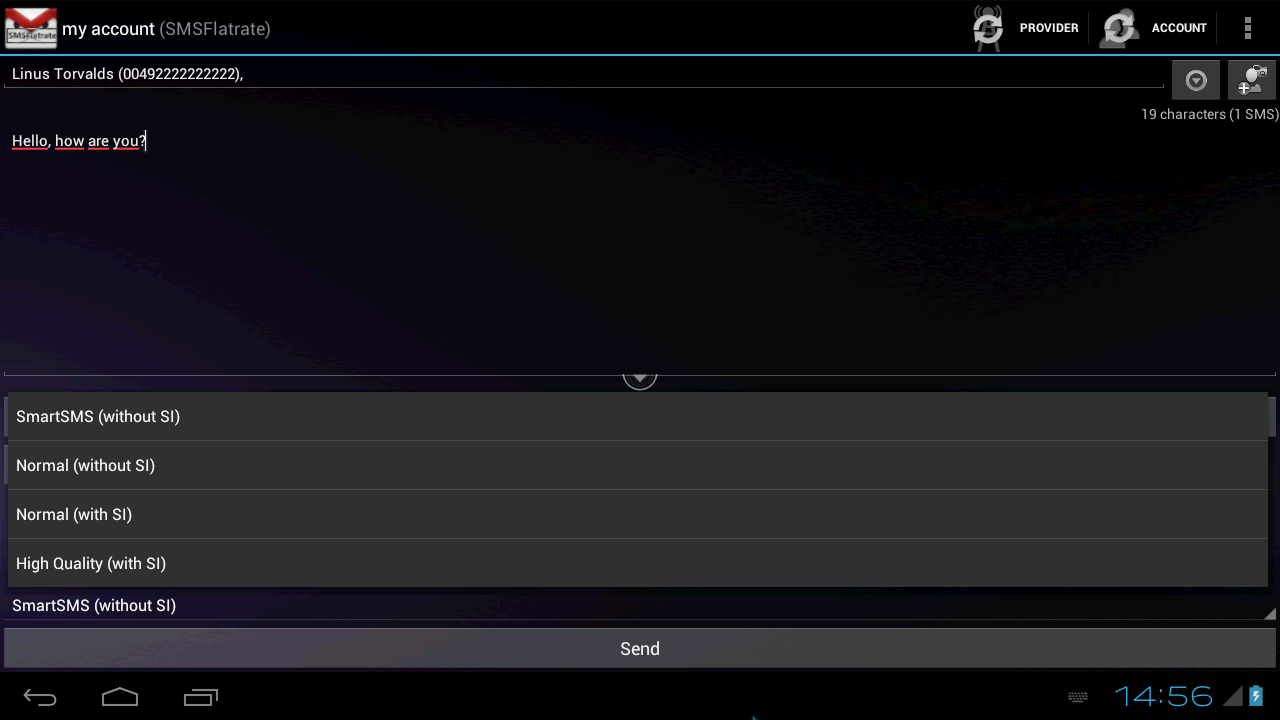 SMSFlatrate
my account (SMSFlatrate)
PROVIDER
ACCOUNT
Linus Torvalds (00492222222222),
19 characters (1 SMS)
Hello, how are you?
SmartSMS (without SI)
Normal (without SI)
Normal (with SI)
High Quality (with SI)
SmartSMS (without SI)
Send
14:56